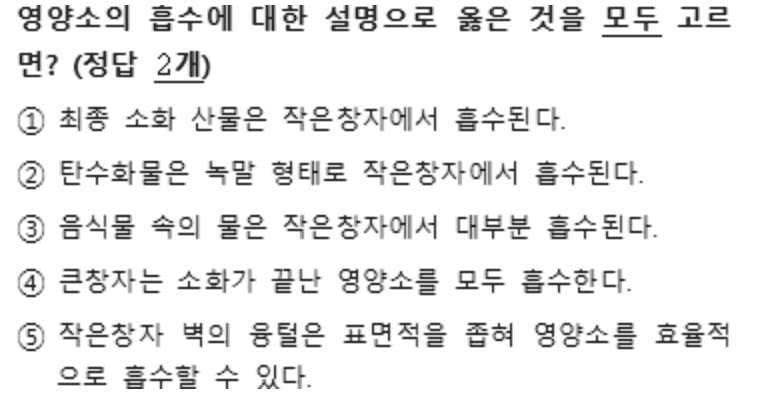 영양소의 흡수에 대한 설명으로 옳은 것을 모두 고르
면? (정답 2개)
① 최종 소화 산물은 작은창자에서 흡수된다.
② 탄수화물은 녹말 형태로 작은창자에서 흡수된다.
③ 음식물 속의 물은 작은창자에서 대부분 흡수된다.
④ 큰창자는 소화가 끝난 영양소를 모두 흡수한다.
⑤ 작은창자 벽의 융털은 표면적을 좁혀 영양소를 효율적
으로 흡수할 수 있다.